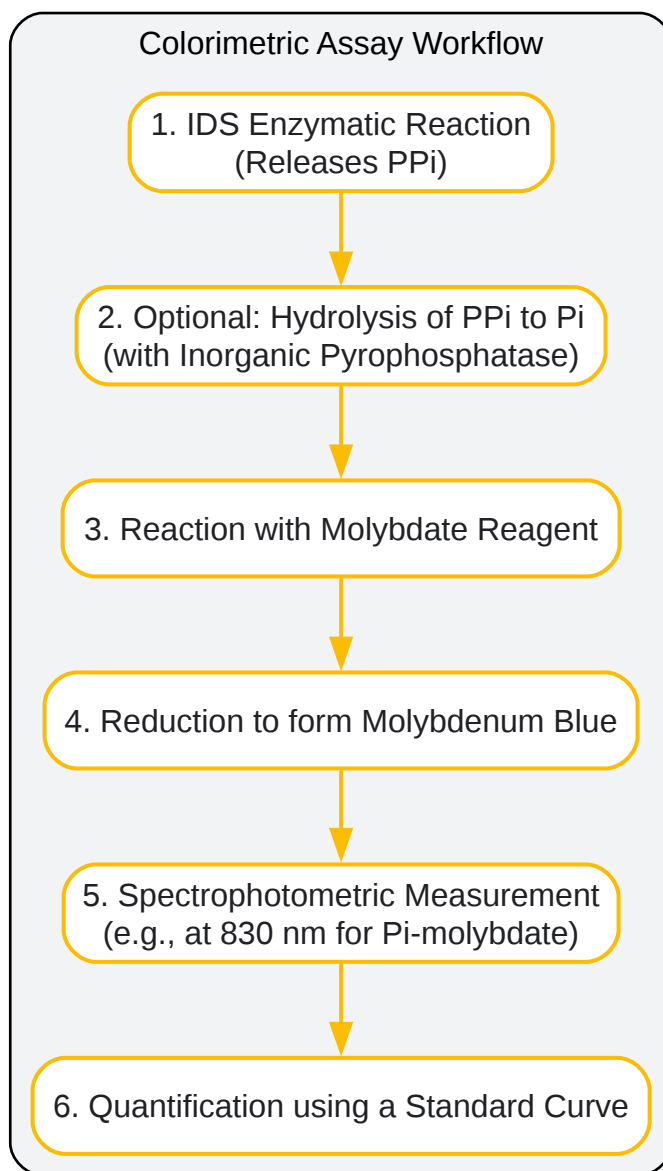 Colorimetric Assay Workflow
1. IDS Enzymatic Reaction
(Releases PPi)
2. Optional: Hydrolysis of PPi to Pi
(with Inorganic Pyrophosphatase)
3. Reaction with Molybdate Reagent
4. Reduction to form Molybdenum Blue
5. Spectrophotometric Measurement
(e.g., at 830 nm for Pi-molybdate)
6. Quantification using a Standard Curve